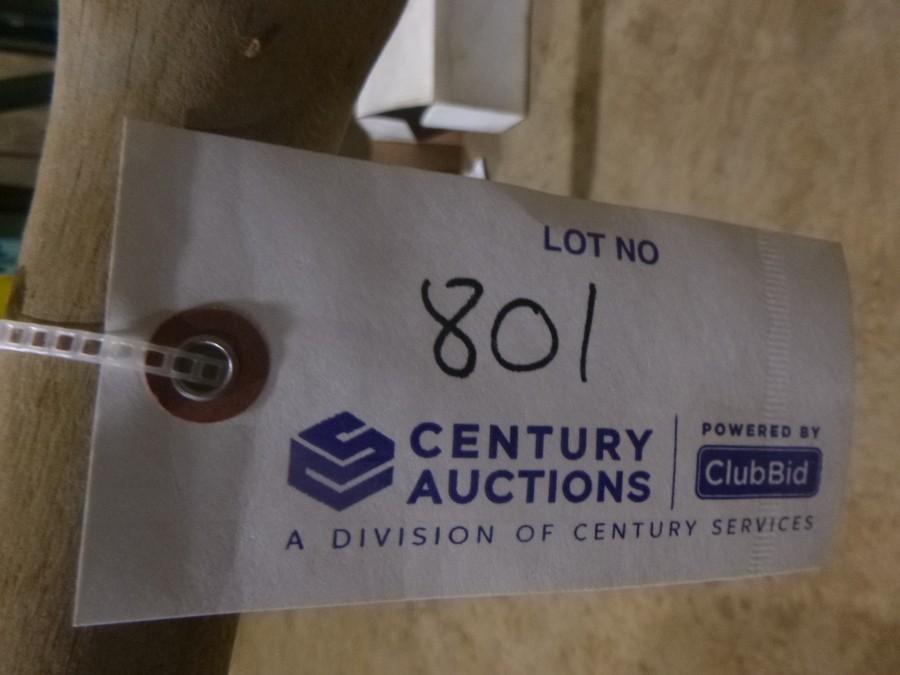 LOT NO
801
CENTURY
AUCTIONS
POWERED BY
ClubBid
A DIVISION OF CENTURY SERVICES